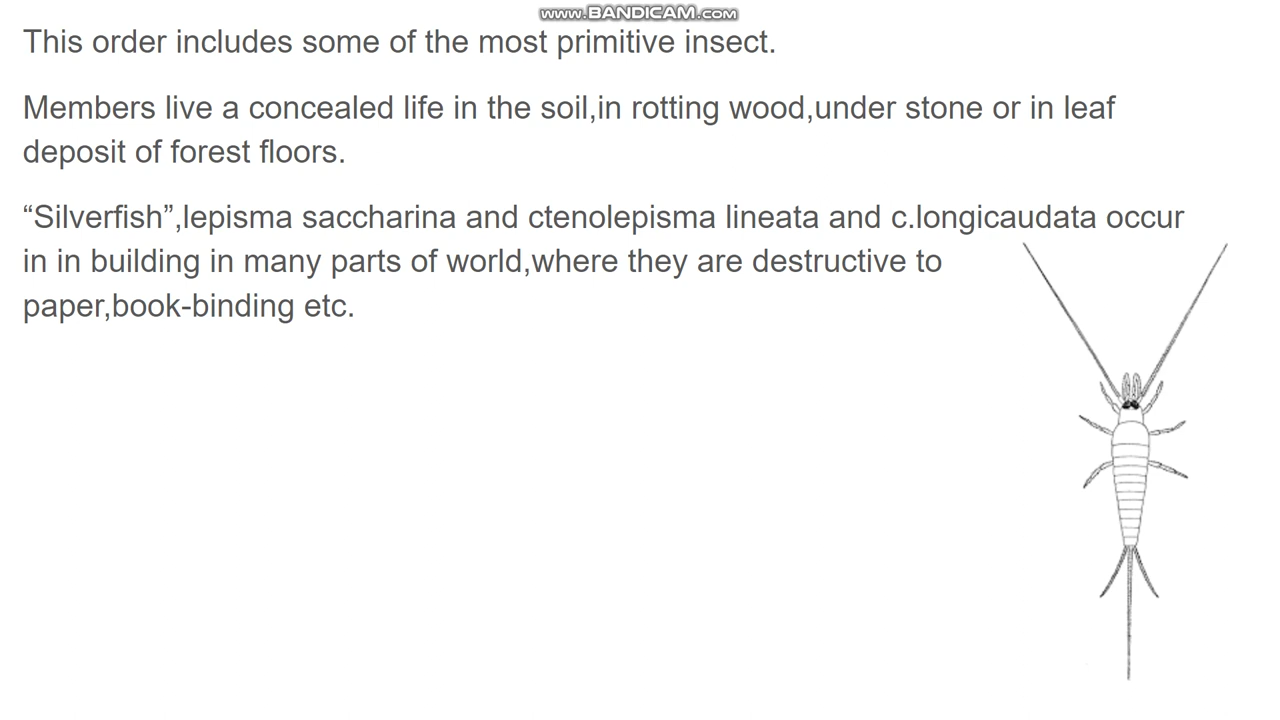 www.BANDICAM.com
This order includes some of the most primitive insect.
Members live a concealed life in the soil,in rotting wood,under stone or in leaf
deposit of forest floors.
“Silverfish”,lepisma saccharina and ctenolepisma lineata and c.longicaudata occur
in in building in many parts of world,where they are destructive to
paper,book-binding etc.